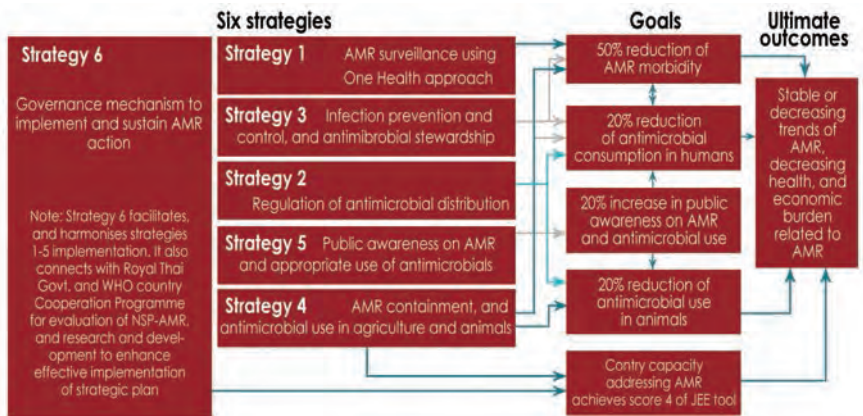 Six strategies
Goals
Ultimate
outcomes
Strategy 6
Governance mechanism to
implement and sustain AMR
action
Note: Strategy 6 facilitates,
and harmonises strategies
1-5 implementation. It also
connects with Royal Thai
Govt. and WHO country
Cooperation Programme
for evaluation of NSP-AMR,
and research and devel-
opment to enhance
effective implementation
of strategic plan
Strategy 1 AMR surveillance using
One Health approach
Strategy 3 Infection prevention and
control, and antimibrobial stewardship
Strategy 2
Regulation of antimicrobial distribution
Strategy 5 Public awareness on AMR
and appropriate use of antimicrobials
Strategy 4 AMR containment, and
antimicrobial use in agriculture and animals
50% reduction of
AMR morbidity
20% reduction
of antimicrobial
consumption in humans
20% increase in public
awareness on AMR
and antimicrobial use
20% reduction of
antimicrobial use
in animals
Contry capacity
addressing AMR
achieves score 4 of JEE tool
Stable or
decreasing
trends of
AMR,
decreasing
health, and
economic
burden
related to
AMR